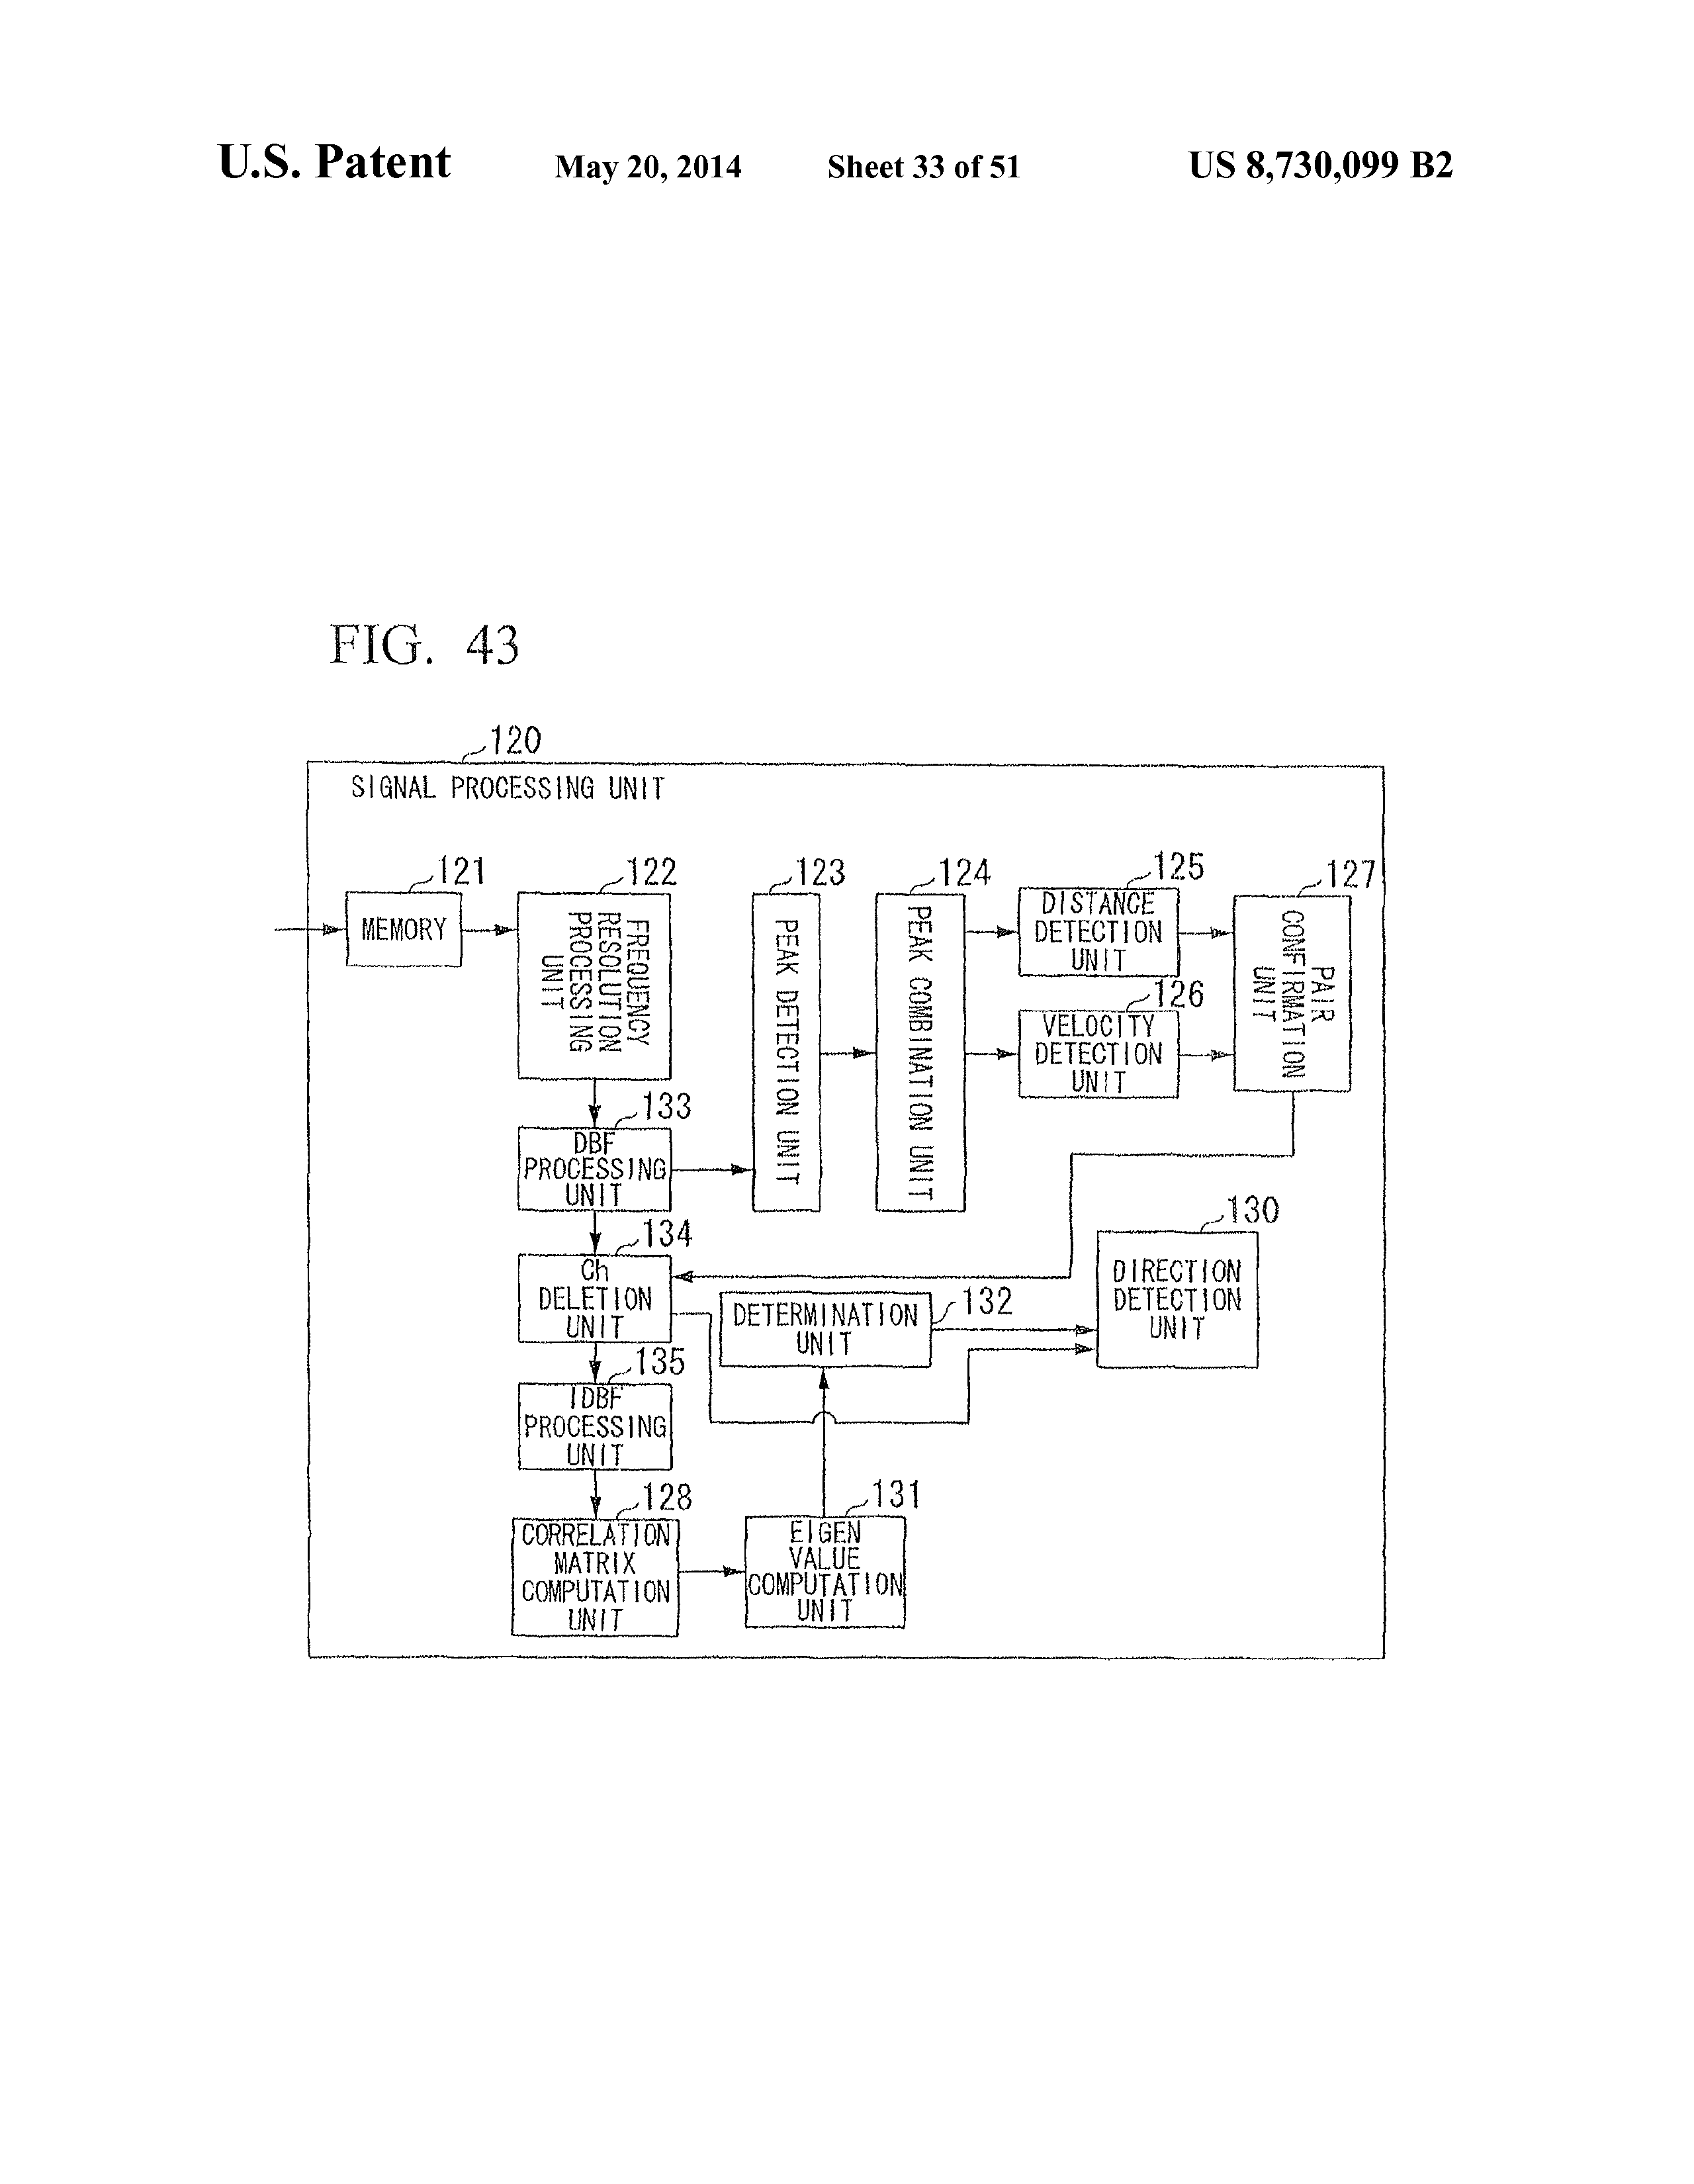 U.S. Patent May 20, 2014 Sheet 33 of 51 US 8,730,099 B2
FIG. 43
120
SIGNAL PROCESSING UNIT
121
MEMORY
122
FREQUENCY
RESOLUTION
PROCESSING
UNIT
123
PEAK DETECTION UNIT
124
PEAK COMBINATION UNIT
125
DISTANCE
DETECTION
UNIT
126
VELOCITY
DETECTION
UNIT
127
PAIR
CONFIRMATION
UNIT
133
DBF
PROCESSING
UNIT
134
Ch
DELETION
UNIT
130
DIRECTION
DETECTION
UNIT
132
DETERMINATION
UNIT
135
IDBF
PROCESSING
UNIT
128
CORRELATION
MATRIX
COMPUTATION
UNIT
131
EIGEN
VALUE
COMPUTATION
UNIT